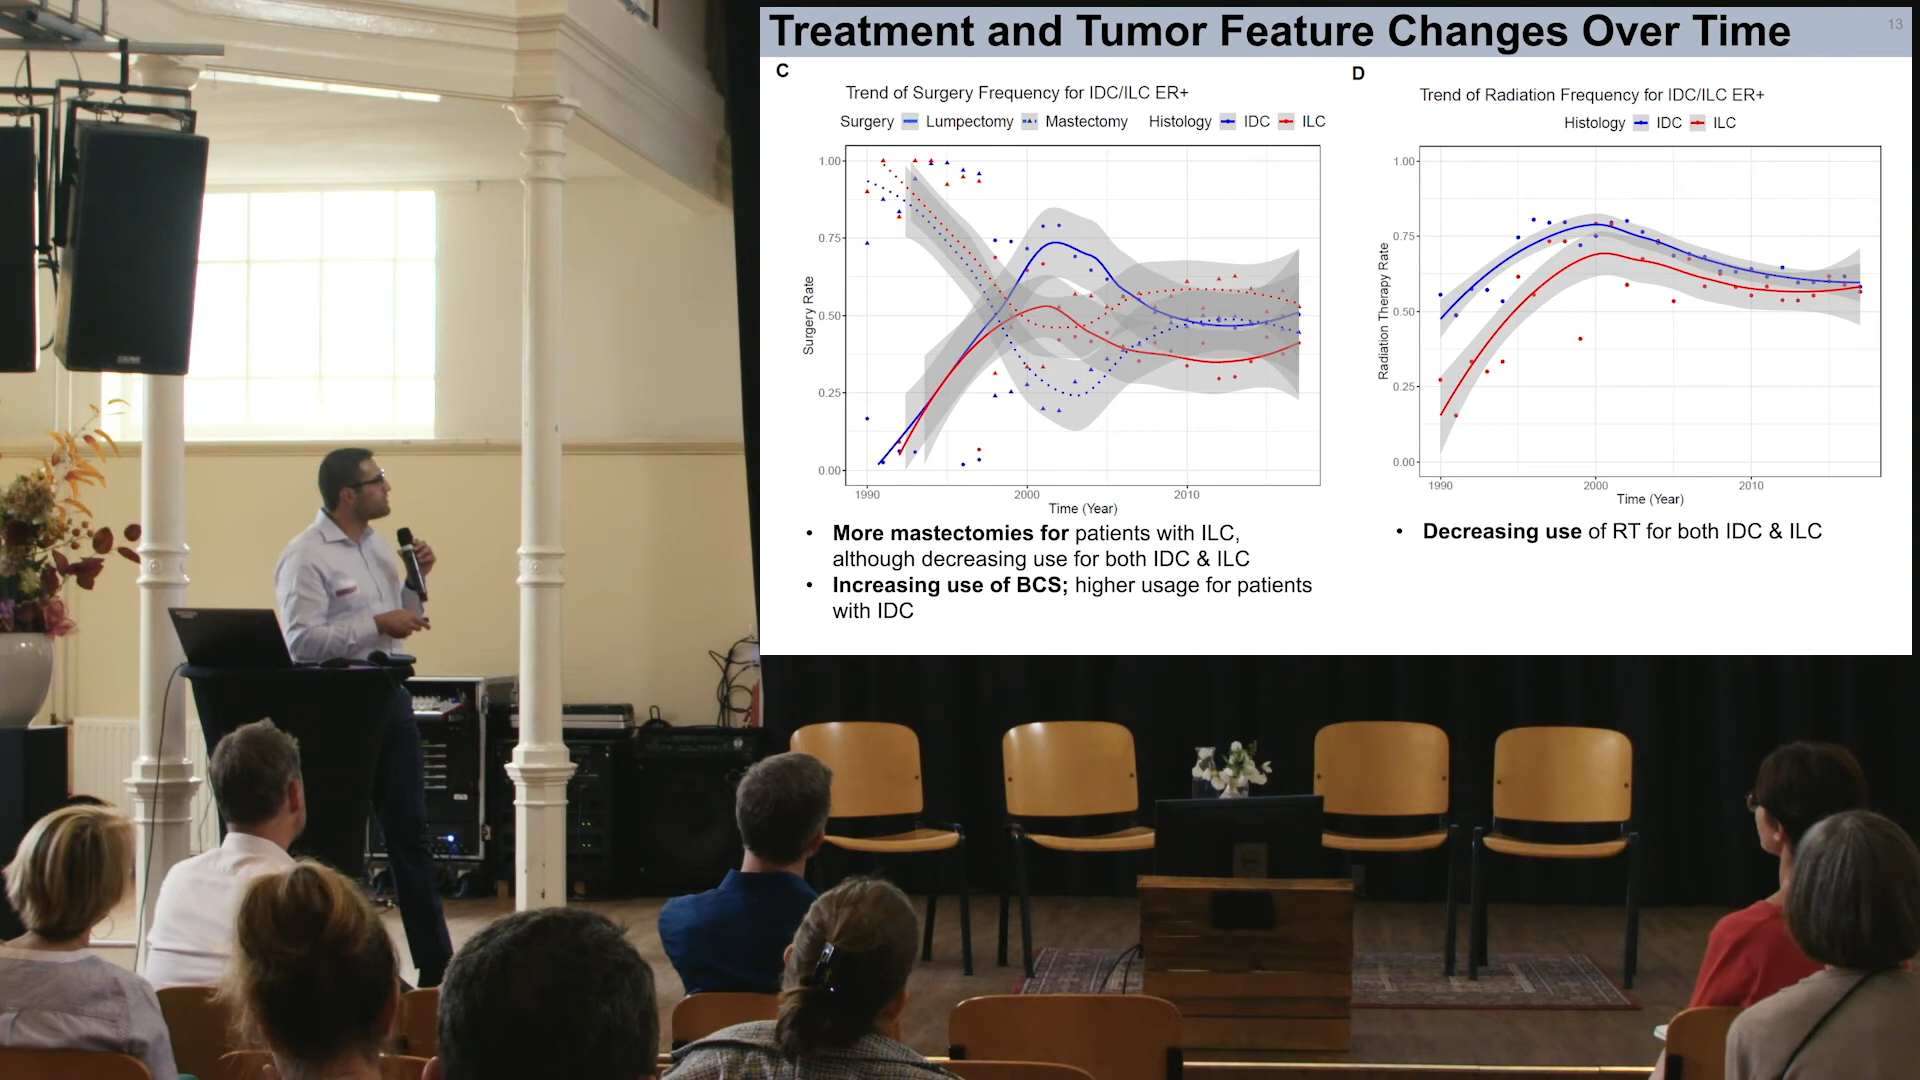 Treatment and Tumor Feature Changes Over Time
13
C
Trend of Surgery Frequency for IDC/ILC ER+
Surgery Lumpectomy Mastectomy Histology IDC ILC
1.00
0.75
0.50
0.25
0.00
Surgery Rate
1990 2000 2010
Time (Year)
• More mastectomies for patients with ILC,
although decreasing use for both IDC & ILC
• Increasing use of BCS; higher usage for patients
with IDC
D
Trend of Radiation Frequency for IDC/ILC ER+
Histology IDC ILC
1.00
0.75
0.50
0.25
0.00
Radiation Therapy Rate
1990 2000 2010
Time (Year)
• Decreasing use of RT for both IDC & ILC